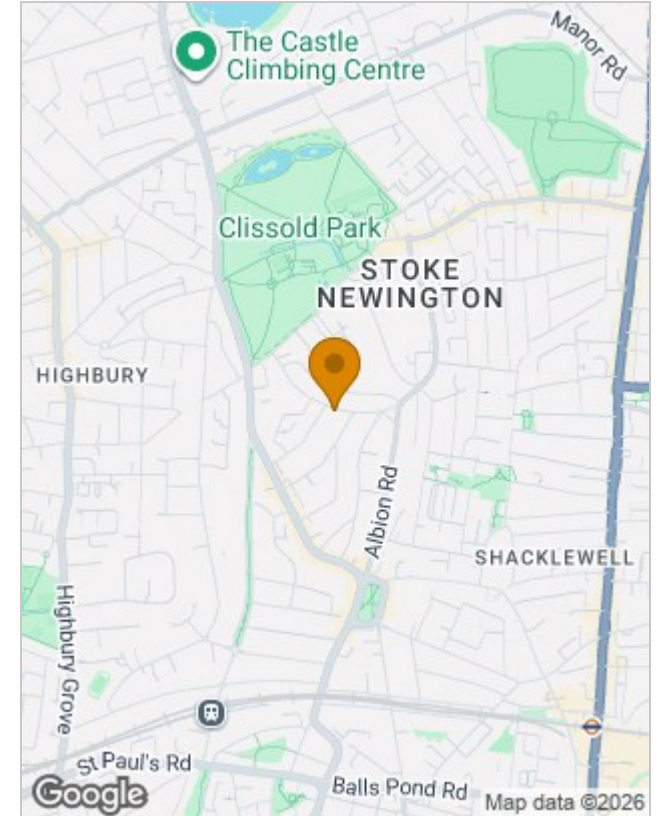 Manor Rd
The Castle
Climbing Centre
Clissold Park
STOKE
NEWINGTON
HIGHBURY
Albion Rd
SHACKLEWELL
Highbury Grove
St Paul's Rd
Balls Pond Rd
Google
Map data ©2026